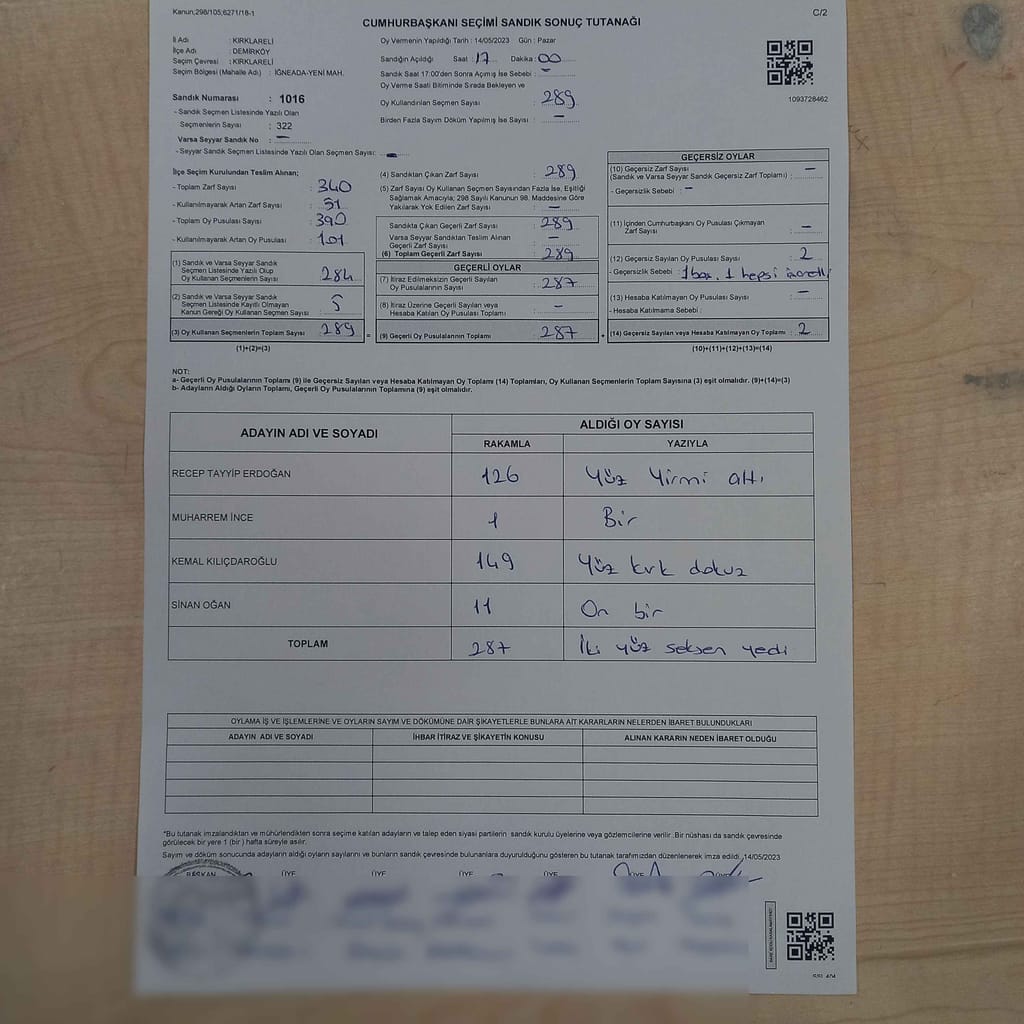 Kanun;298/105;6271/18-1
C/2
CUMHURBAŞKANI SEÇİMİ SANDIK SONUÇ TUTANAĞI
İl Adı : KIRKLARELİ
İlçe Adı : DEMİRKÖY
Seçim Çevresi : KIRKLARELİ
Seçim Bölgesi (Mahalle Adı) : İĞNEADA-YENİ MAH.
Sandık Numarası : 1016
- Sandık Seçmen Listesinde Yazılı Olan
Seçmenlerin Sayısı : 322
Varsa Seyyar Sandık No : -
- Seyyar Sandık Seçmen Listesinde Yazılı Olan Seçmen Sayısı: -
Oy Vermenin Yapıldığı Tarih : 14/05/2023 Gün : Pazar
Sandığın Açıldığı Saat : 17 Dakika : 00
Sandık Saat 17:00'den Sonra Açımış İse Sebebi : -
Oy Verme Saati Bitiminde Sırada Bekleyen ve
Oy Kullandırılan Seçmen Sayısı : 289
Birden Fazla Sayım Döküm Yapılmış İse Sayısı : -
1093728462
İlçe Seçim Kurulundan Teslim Alınan;
- Toplam Zarf Sayısı : 340
- Kullanılmayarak Artan Zarf Sayısı : 51
- Toplam Oy Pusulası Sayısı : 390
- Kullanılmayarak Artan Oy Pusulası : 101
(1) Sandık ve Varsa Seyyar Sandık
Seçmen Listesinde Yazılı Olup
Oy Kullanan Seçmenlerin Sayısı : 284
(2) Sandık ve Varsa Seyyar Sandık
Seçmen Listesinde Kayıtlı Olmayan
Kanun Gereği Oy Kullanan Seçmen Sayısı : 5
(3) Oy Kullanan Seçmenlerin Toplam Sayısı : 289
(1)+(2)=(3)
(4) Sandıktan Çıkan Zarf Sayısı : 289
(5) Zarf Sayısı Oy Kullanan Seçmen Sayısından Fazla İse, Eşitliği
Sağlamak Amacıyla; 298 Sayılı Kanunun 98. Maddesine Göre
Yakılarak Yok Edilen Zarf Sayısı : -
Sandıkta Çıkan Geçerli Zarf Sayısı : 289
Varsa Seyyar Sandıktan Teslim Alınan
Geçerli Zarf Sayısı : -
(6) Toplam Geçerli Zarf Sayısı : 289
GEÇERLİ OYLAR
(7) İtiraz Edilmeksizin Geçerli Sayılan
Oy Pusulasının Sayısı : 287
(8) İtiraz Üzerine Geçerli Sayılan veya
Hesaba Katılan Oy Pusulası Toplamı : -
= (9) Geçerli Oy Pusulalarının Toplamı : 287
GEÇERSİZ OYLAR
(10) Geçersiz Zarf Sayısı : -
(Sandık ve Varsa Seyyar Sandık Geçersiz Zarf Toplamı)
- Geçersizlik Sebebi : -
(11) İçinden Cumhurbaşkanı Oy Pusulası Çıkmayan
Zarf Sayısı : -
(12) Geçersiz Sayılan Oy Pusulası Sayısı : 2
- Geçersizlik Sebebi : 1 boş. 1 hepsi
(13) Hesaba Katılmayan Oy Pusulası Sayısı : -
- Hesaba Katılmama Sebebi :
+ (14) Geçersiz Sayılan veya Hesaba Katılmayan Oy Toplamı : 2
(10)+(11)+(12)+(13)=(14)
NOT:
a- Geçerli Oy Pusulalarının Toplamı (9) ile Geçersiz Sayılan veya Hesaba Katılmayan Oy Toplamı (14) Toplamları, Oy Kullanan Seçmenlerin Toplam Sayısına (3) eşit olmalıdır. (9)+(14)=(3)
b- Adayların Aldığı Oyların Toplamı, Geçerli Oy Pusulalarının Toplamına (9) eşit olmalıdır.
ADAYIN ADI VE SOYADI ALDIĞI OY SAYISI
RAKAMLA YAZIYLA
RECEP TAYYİP ERDOĞAN 126 Yüz Yirmi altı
MUHARREM İNCE 1 Bir
KEMAL KILIÇDAROĞLU 149 Yüz kırk dokuz
SİNAN OĞAN 11 On bir
TOPLAM 287 İki yüz seksen yedi
OYLAMA İŞ VE İŞLEMLERİNE VE OYLARIN SAYIM VE DÖKÜMÜNE DAİR ŞİKAYETLERLE BUNLARA AİT KARARLARIN NELERDEN İBARET BULUNDUKLARI
ADAYIN ADI VE SOYADI İHBAR İTİRAZ VE ŞİKAYETİN KONUSU ALINAN KARARIN NEDEN İBARET OLDUĞU
*Bu tutanak imzalandıktan ve mühürlendikten sonra seçime katılan adayların ve talep eden siyasi partilerin sandık kurulu üyelerine veya gözlemcilerine verilir. Bir nüshası da sandık çevresinde
görülecek bir yere 1 (bir) hafta süreyle asılır.
Sayım ve döküm sonucunda adayların aldığı oyların sayılarını ve bunların sandık çevresinde bulunanlara duyurulduğunu gösteren bu tutanak tarafımızdan düzenlenerek imza edildi. 14/05/2023
BAŞKAN ÜYE ÜYE ÜYE ÜYE ÜYE ÜYE